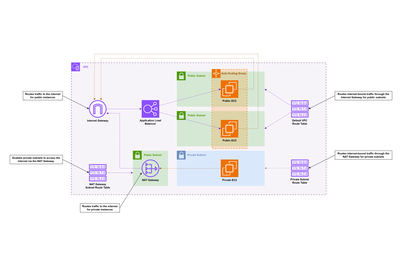 VPC
Public Subnet
Auto Scaling Group
Public EC2
Routes traffic to the internet
for public instances
Internet Gateway
Application Load
Balancer
Public Subnet
Public EC2
Routes internet-bound traffic through the
Internet Gateway for public subnets
Default VPC
Route Table
Enables private subnets to access the
internet via the NAT Gateway
NAT Gateway
Subnet Route Table
Public Subnet
NAT Gateway
Private Subnet
Private EC2
Routes internet-bound traffic through the
NAT Gateway for private subnets
Private Subnet
Route Table
Routes traffic to the internet
for private instances